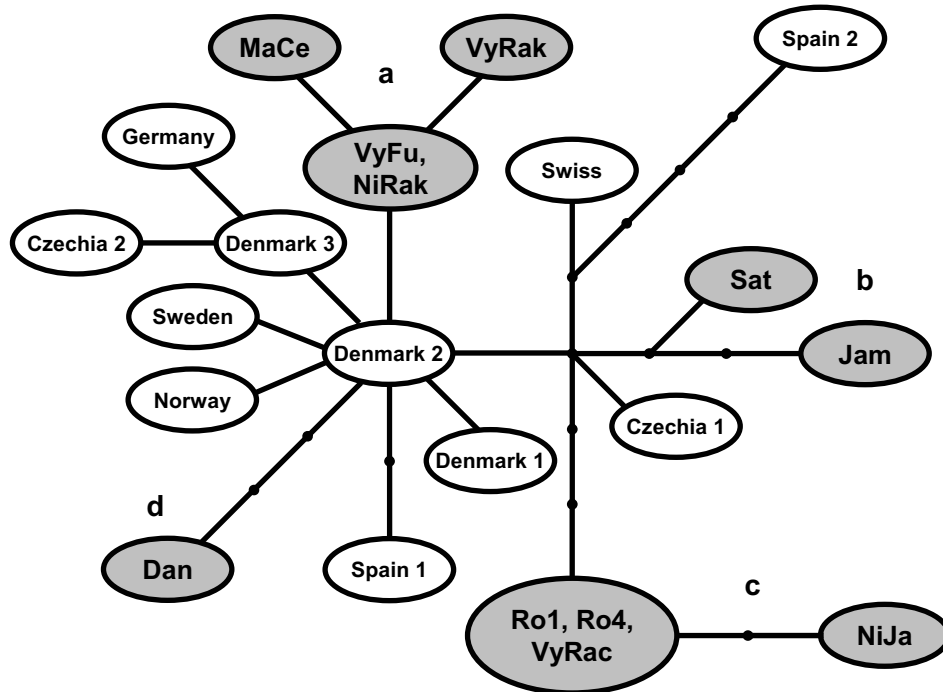 MaCe
VyRak
Spain 2
a
Germany
VyFu,
NiRak
Swiss
Czechia 2
Denmark 3
Sat
b
Sweden
Denmark 2
Jam
Norway
Czechia 1
Denmark 1
d
Dan
Spain 1
c
Ro1, Ro4,
VyRac
NiJa